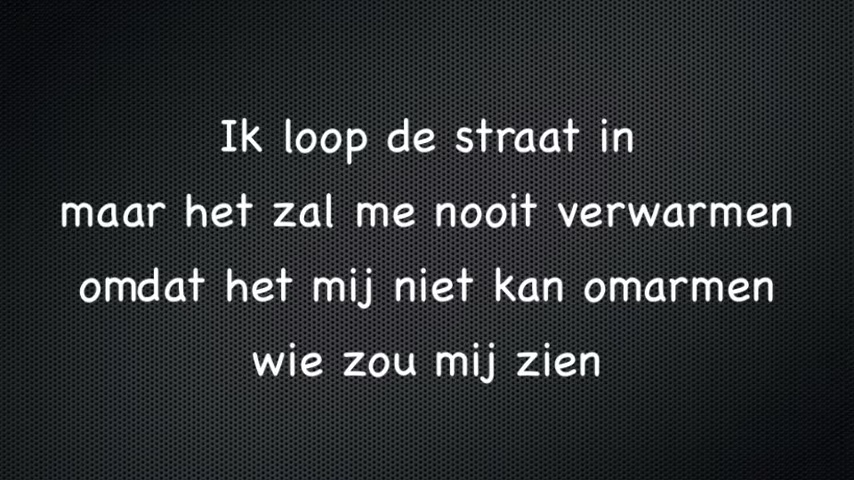 Ik loop de straat in
maar het zal me nooit verwarmen
omdat het mij niet kan omarmen
wie zou mij zien